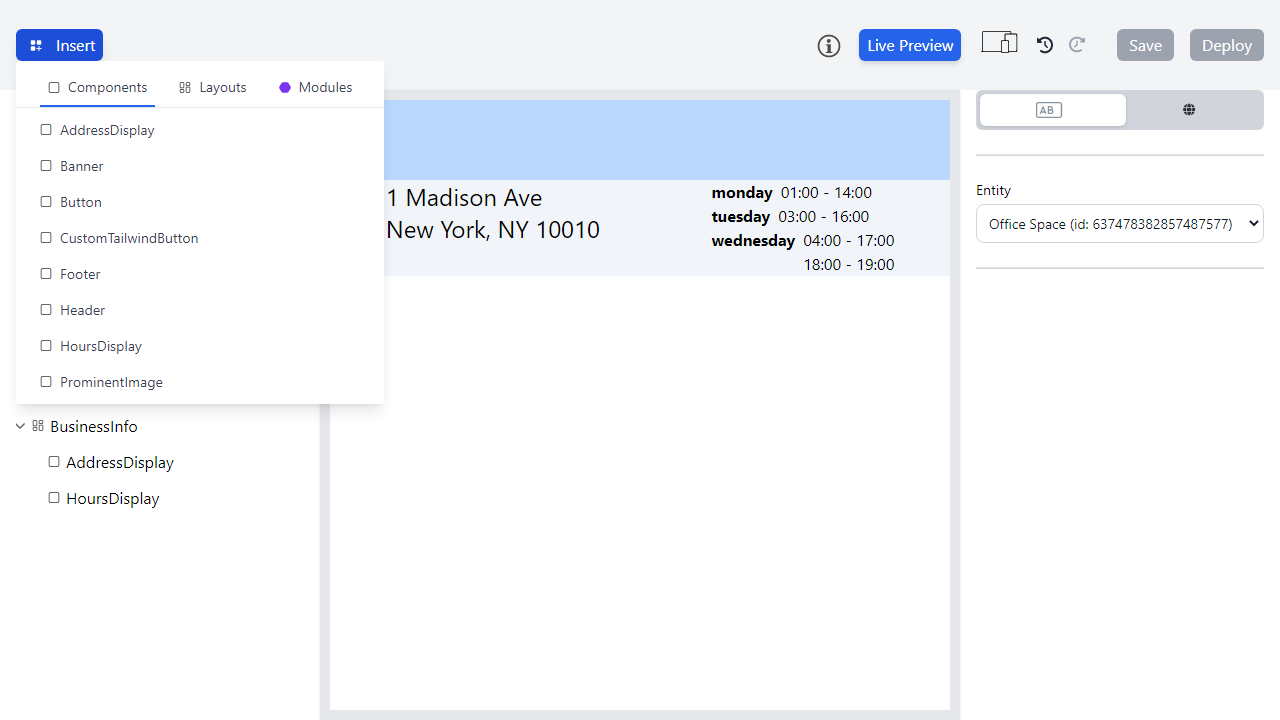 Insert
Live Preview
Save
Deploy
Components
Layouts
Modules
AddressDisplay
Banner
Button
CustomTailwindButton
Footer
Header
HoursDisplay
ProminentImage
BusinessInfo
AddressDisplay
HoursDisplay
1 Madison Ave
New York, NY 10010
monday 01:00 - 14:00
tuesday 03:00 - 16:00
wednesday 04:00 - 17:00
18:00 - 19:00
AB
Entity
Office Space (id: 637478382857487577)